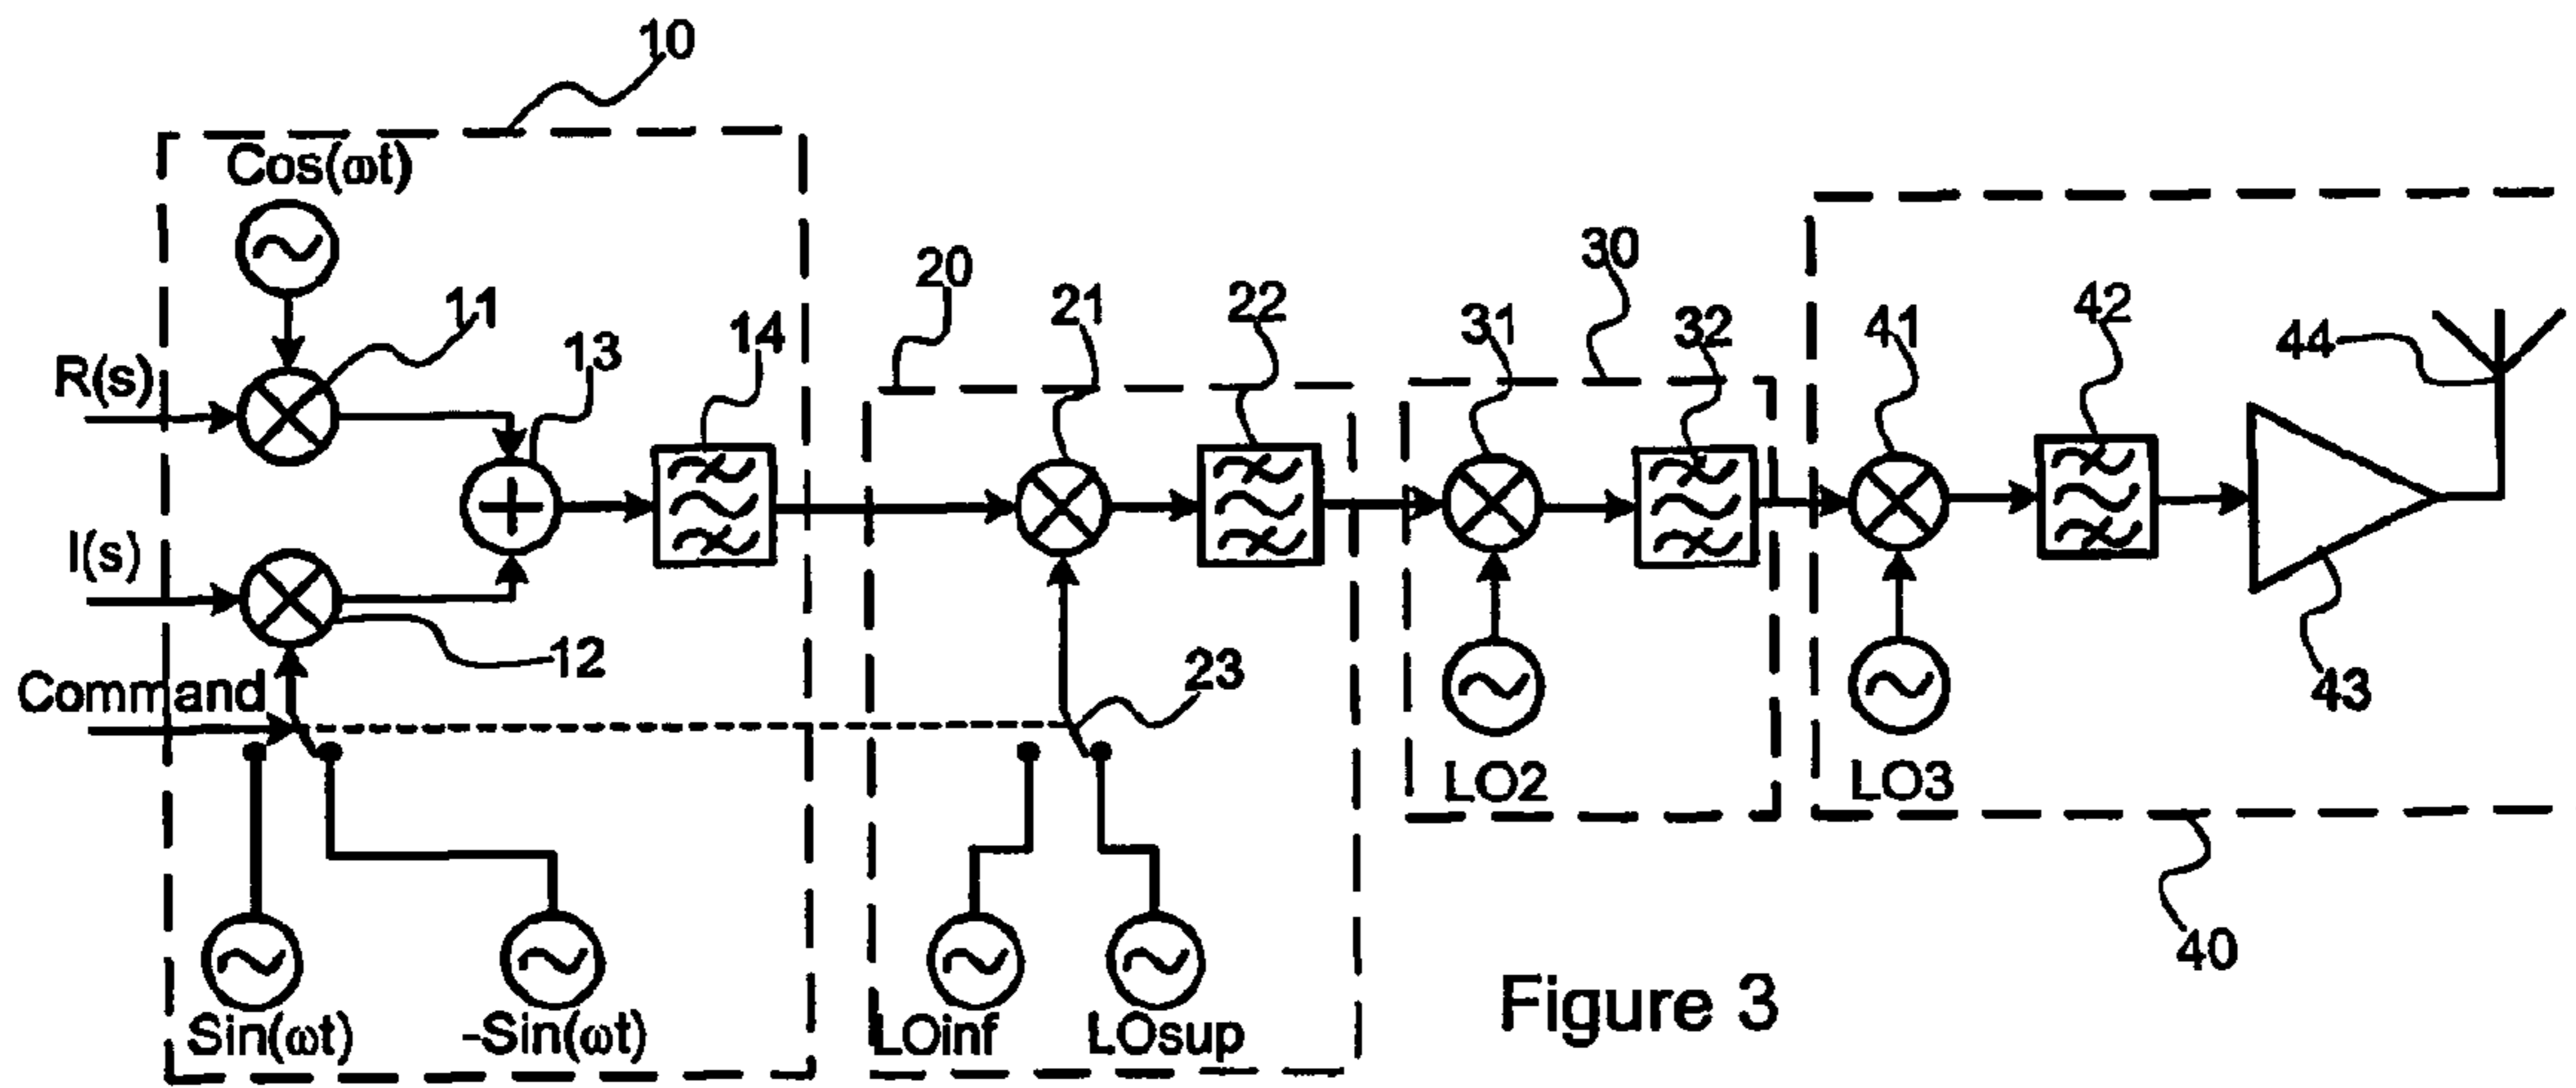 10
Cos(ωt)
20
30
11
21
22
31
32
41
42
44
13
14
R(s)
I(s)
12
23
43
Command
LO2
LO3
40
Sin(ωt)
-Sin(ωt)
LOinf
LOsup
Figure 3